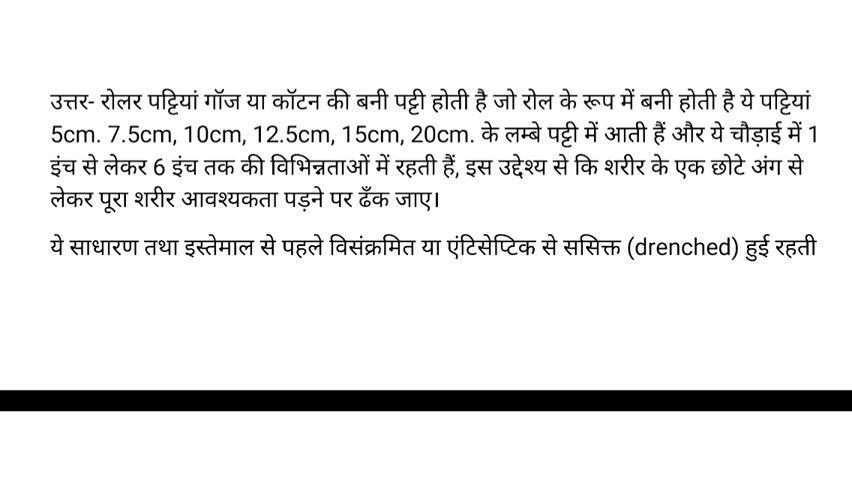 उत्तर- रोलर पट्टियां गॉज या कॉटन की बनी पट्टी होती है जो रोल के रूप में बनी होती है ये पट्टियां
5cm. 7.5cm, 10cm, 12.5cm, 15cm, 20cm. के लम्बे पट्टी में आती हैं और ये चौड़ाई में 1
इंच से लेकर 6 इंच तक की विभिन्नताओं में रहती हैं, इस उद्देश्य से कि शरीर के एक छोटे अंग से
लेकर पूरा शरीर आवश्यकता पड़ने पर ढँक जाए।
ये साधारण तथा इस्तेमाल से पहले विसंक्रमित या एंटिसेप्टिक से ससिक्त (drenched) हुई रहती